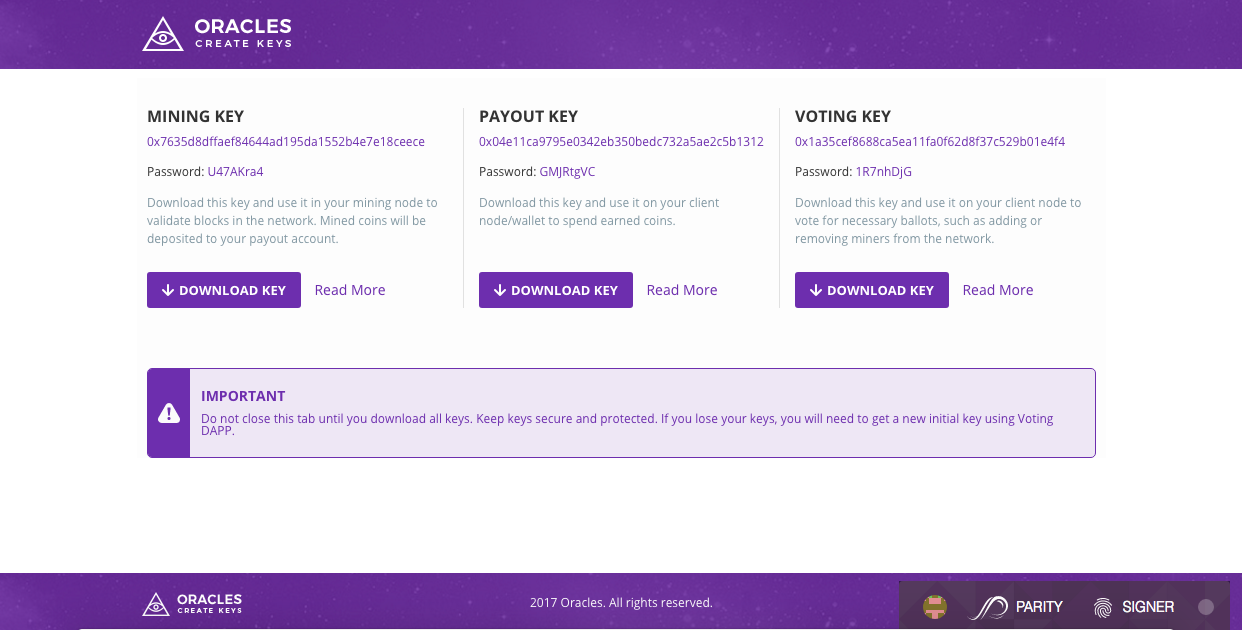 ORACLES
CREATE KEYS
MINING KEY
0x7635d8dffaef84644ad195da1552b4e7e18ceece
Password: U47AKra4
Download this key and use it in your mining node to
validate blocks in the network. Mined coins will be
deposited to your payout account.
DOWNLOAD KEY Read More
PAYOUT KEY
0x04e11ca9795e0342eb350bedc732a5ae2c5b1312
Password: GMJRtgVC
Download this key and use it on your client
node/wallet to spend earned coins.
DOWNLOAD KEY Read More
VOTING KEY
0x1a35cef8688ca5ea11fa0f62d8f37c529b01e4f4
Password: 1R7nhDjG
Download this key and use it on your client node to
vote for necessary ballots, such as adding or
removing miners from the network.
DOWNLOAD KEY Read More
IMPORTANT
Do not close this tab until you download all keys. Keep keys secure and protected. If you lose your keys, you will need to get a new initial key using Voting
DAPP.
ORACLES
CREATE KEYS
2017 Oracles. All rights reserved.
PARITY
SIGNER